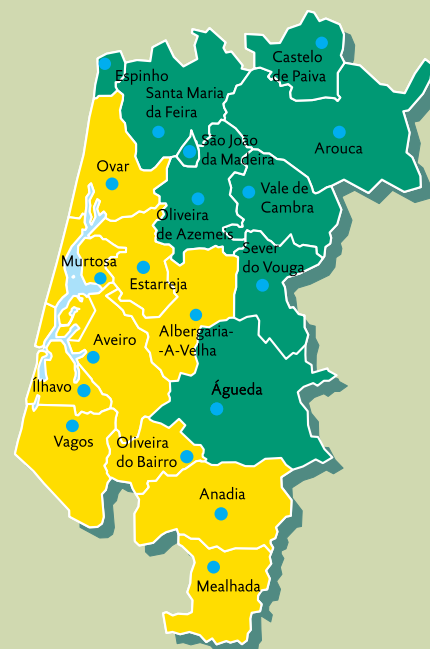 Castelo
de Paiva
Espinho
Santa Maria
da Feira
São João
da Madeira
Arouca
Ovar
Vale de
Cambra
Oliveira
de Azemeis
Sever
do Vouga
Murtosa
Estarreja
Albergaria-
-A-Velha
Aveiro
Ílhavo
Águeda
Vagos
Oliveira
do Bairro
Anadia
Mealhada